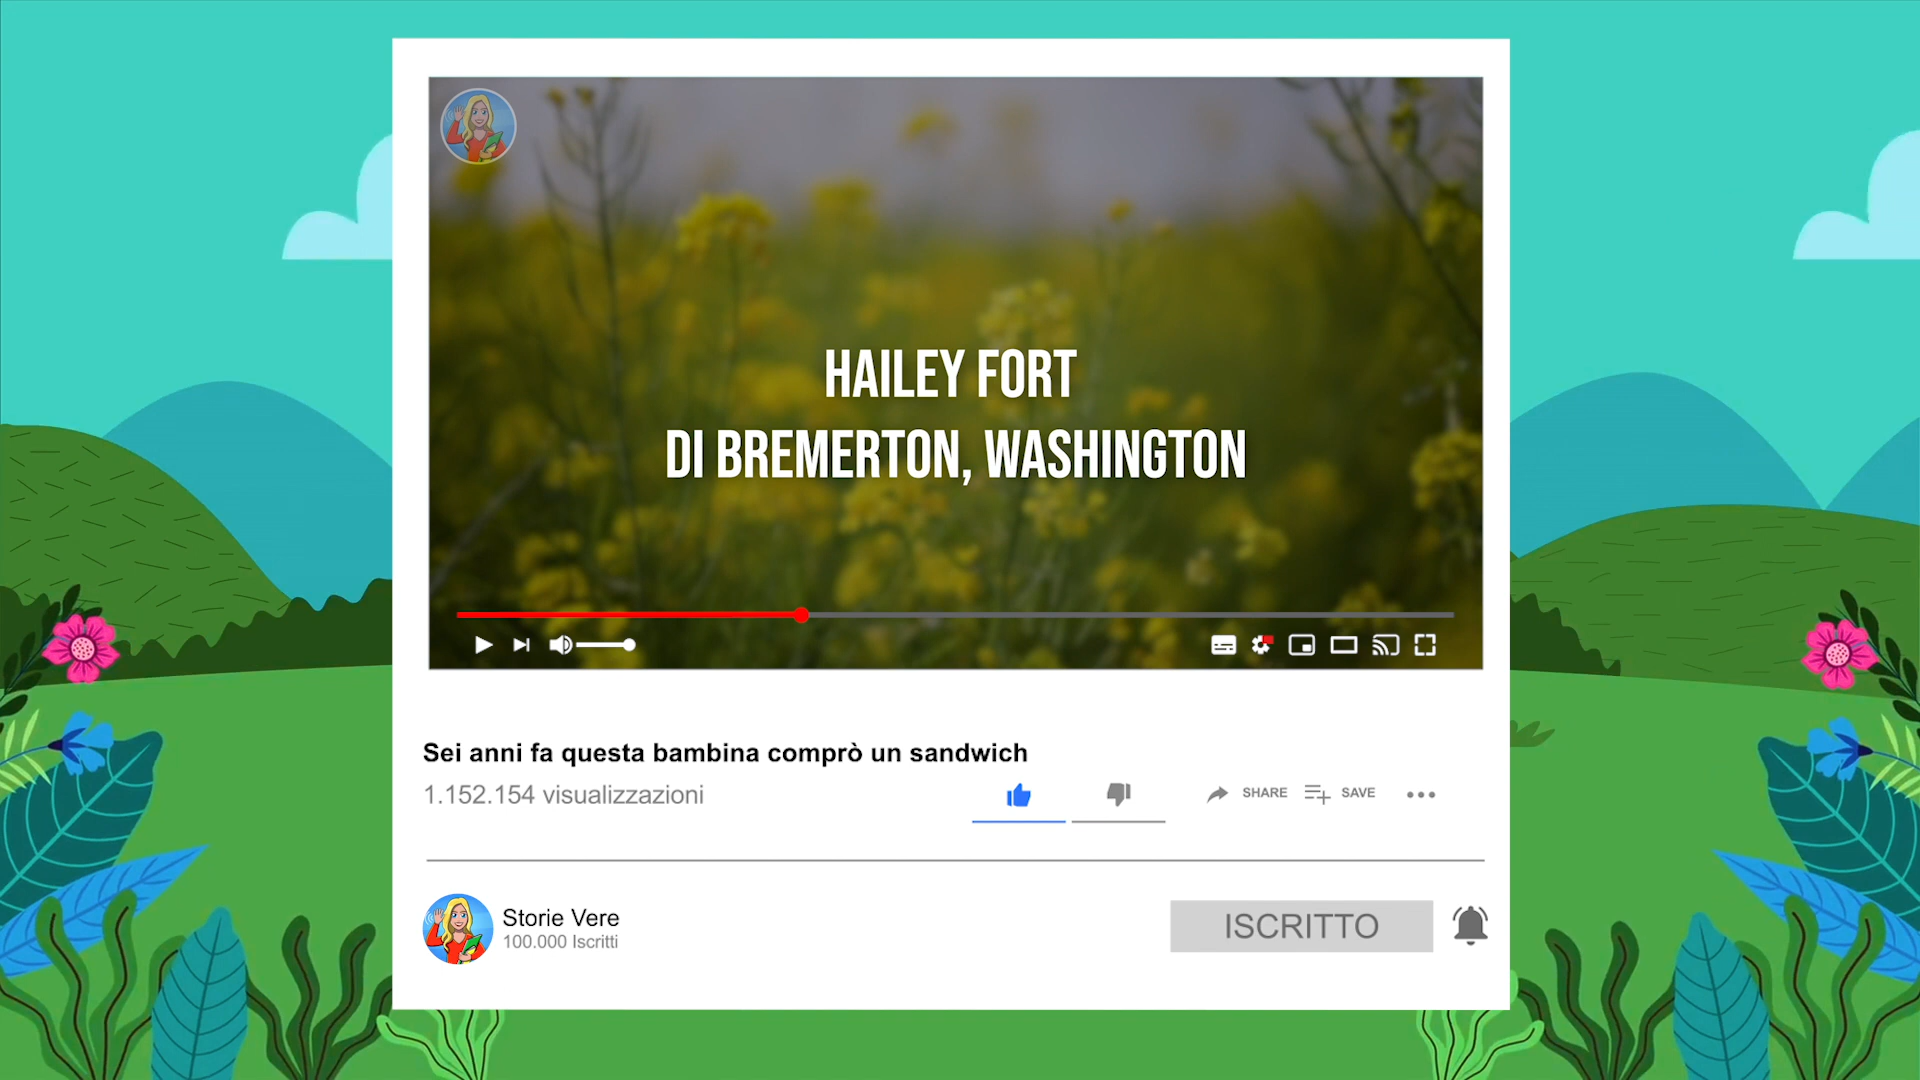 HAILEY FORT
DI BREMERTON, WASHINGTON
Sei anni fa questa bambina comprò un sandwich
1.152.154 visualizzazioni
SHARE
SAVE
Storie Vere
100.000 Iscritti
ISCRITTO